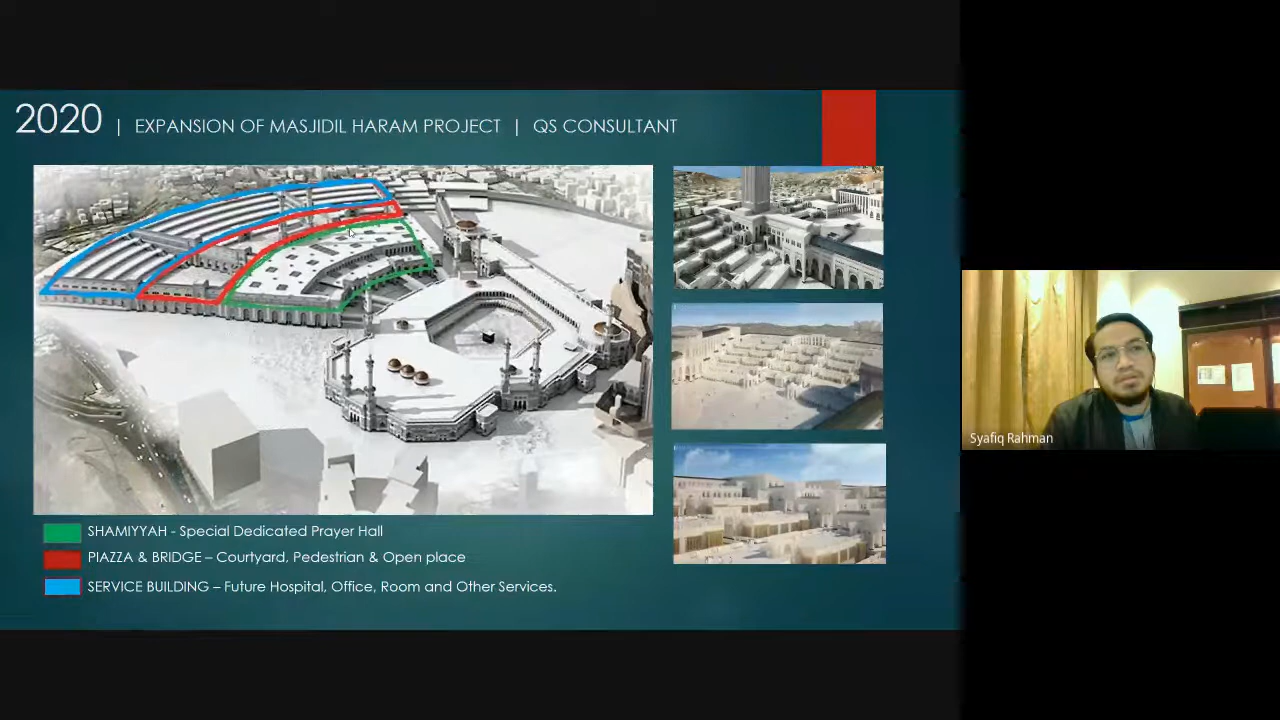 2020 | EXPANSION OF MASJIDIL HARAM PROJECT | QS CONSULTANT
SHAMIYYAH - Special Dedicated Prayer Hall
PIAZZA & BRIDGE – Courtyard, Pedestrian & Open place
SERVICE BUILDING – Future Hospital, Office, Room and Other Services.
Syafiq Rahman